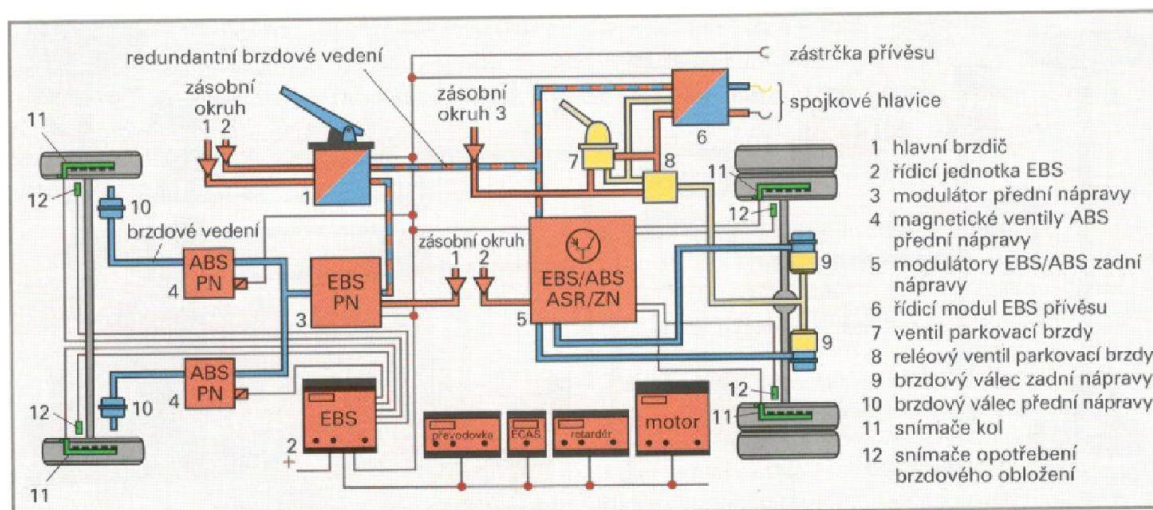 redundantní brzdové vedení
zásobní
okruh
1 2
zásobní
okruh 3
zástrčka přívěsu
spojkové hlavice
11
12
10
brzdové vedení
1
ABS
PN
4
EBS
PN
3
zásobní okruh
1 2
EBS/ABS
ASR/ZN
5
6
7
8
11
12
9
9
12
11
ABS
PN
4
10
12
11
EBS
2
+
převodovka
ECAS
retardér
motor
1 hlavní brzdič
2 řídicí jednotka EBS
3 modulátor přední nápravy
4 magnetické ventily ABS
přední nápravy
5 modulátory EBS/ABS zadní
nápravy
6 řídicí modul EBS přívěsu
7 ventil parkovací brzdy
8 reléový ventil parkovací brzdy
9 brzdový válec zadní nápravy
10 brzdový válec přední nápravy
11 snímače kol
12 snímače opotřebení
brzdového obložení